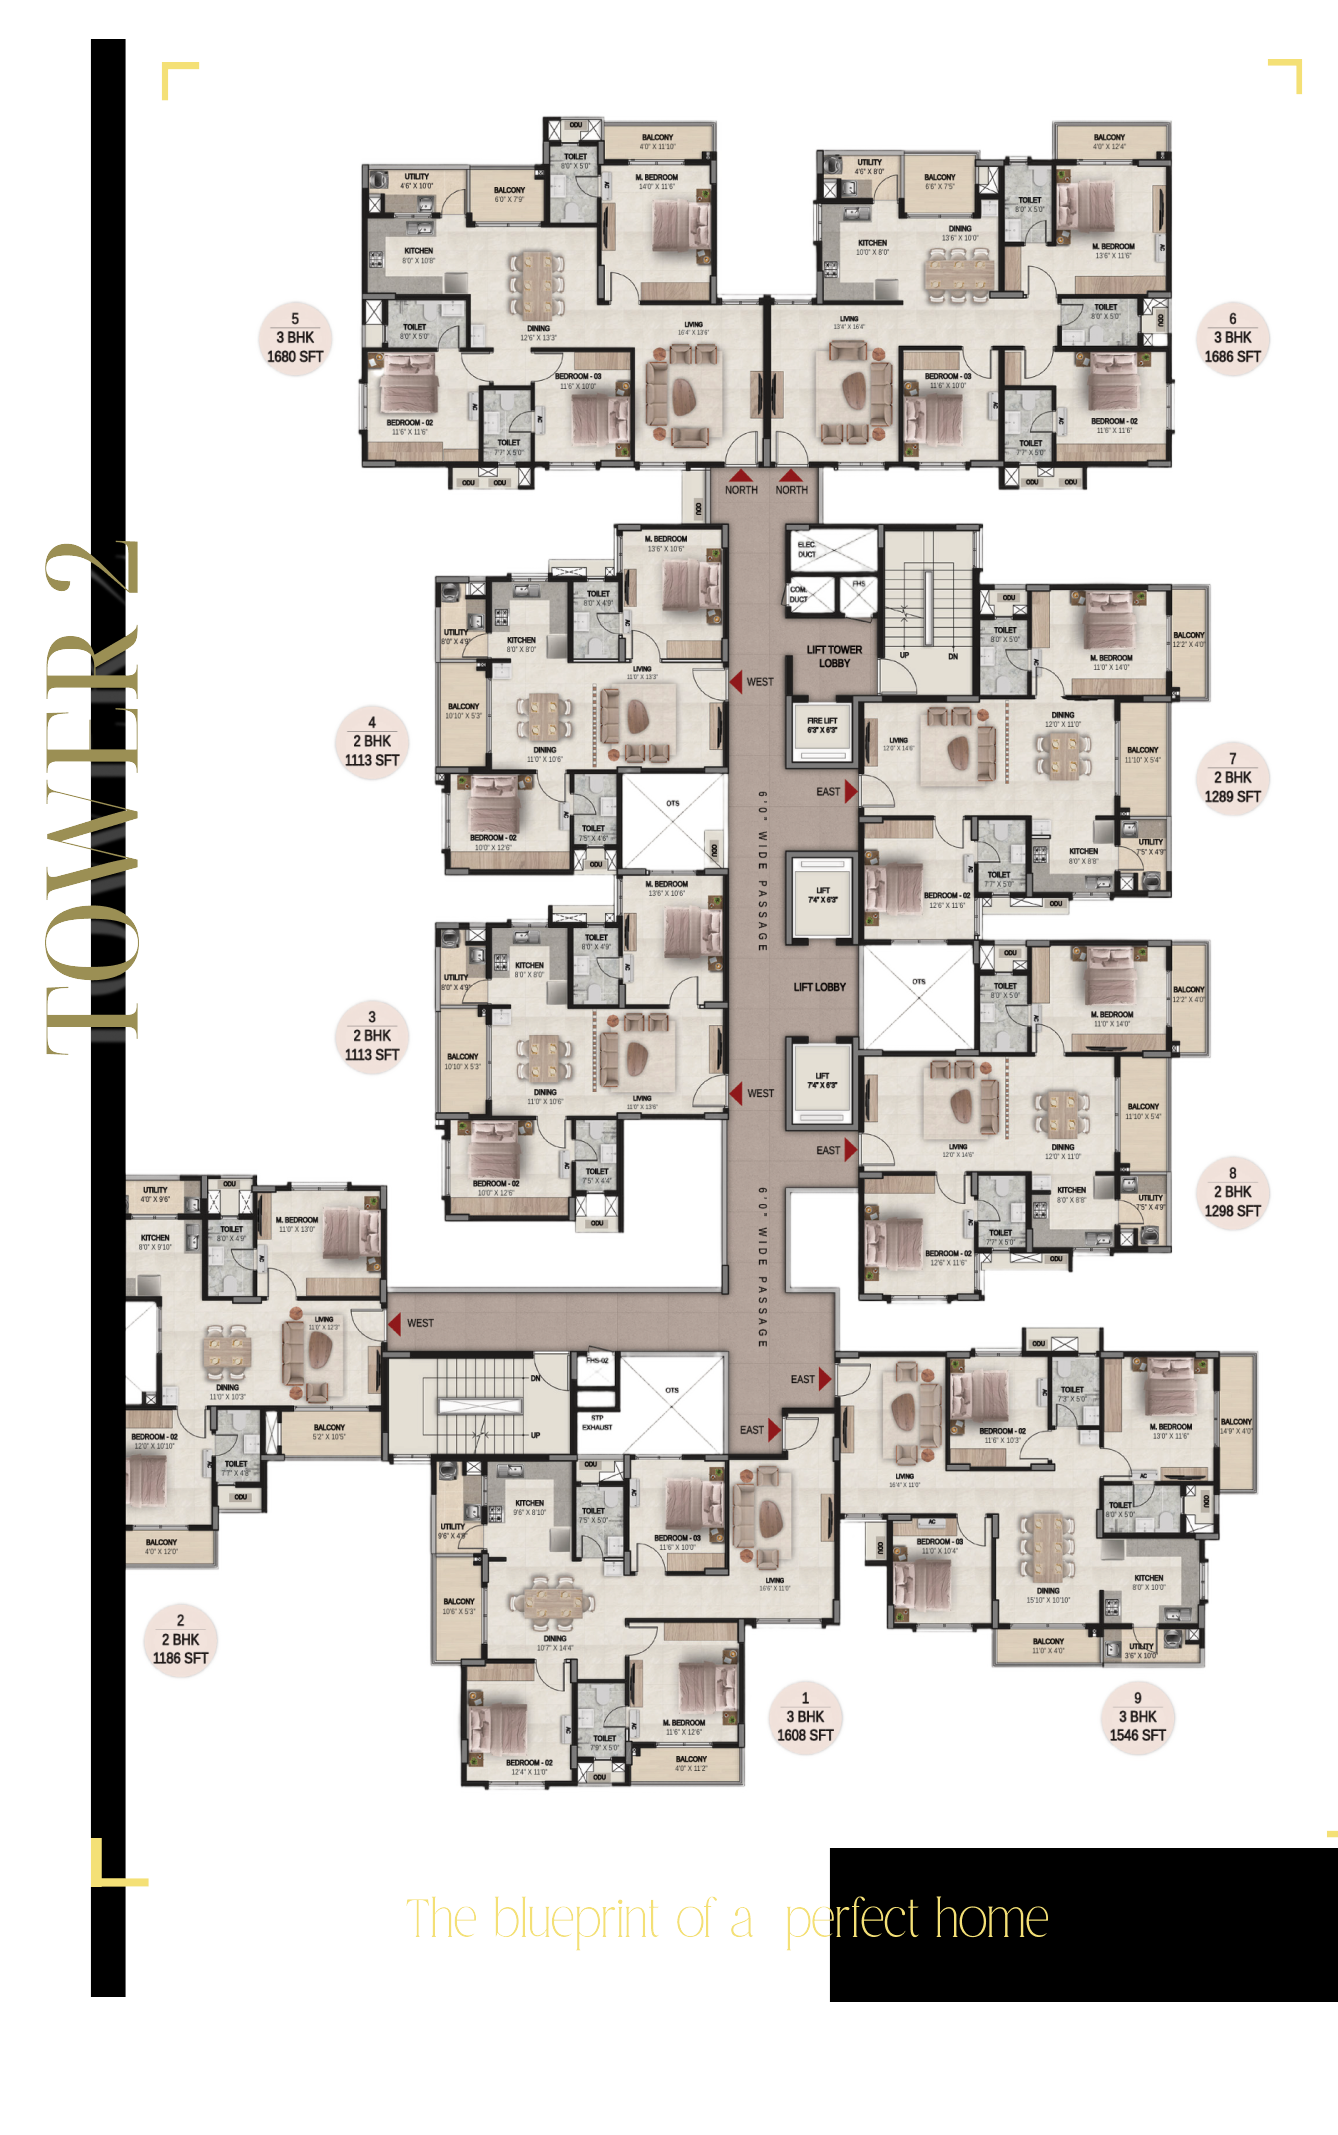 TOWER 2
ODU
BALCONY
4'0" X 11'10"
TOILET
8'0" X 5'0"
M. BEDROOM
14'0" X 11'6"
UTILITY
4'6" X 10'0"
BALCONY
6'0" X 7'9"
KITCHEN
8'0" X 10'8"
TOILET
8'0" X 5'0"
DINING
12'6" X 13'3"
LIVING
16'4" X 13'6"
BEDROOM - 03
11'6" X 10'0"
BEDROOM - 02
11'6" X 11'6"
AC
TOILET
7'7" X 5'0"
ODU ODU
5
3 BHK
1680 SFT
BALCONY
4'0" X 12'4"
UTILITY
4'6" X 8'0"
BALCONY
6'6" X 7'5"
TOILET
8'0" X 5'0"
DINING
13'6" X 10'0"
KITCHEN
10'0" X 8'0"
M. BEDROOM
13'6" X 11'6"
AC
TOILET
8'0" X 5'0"
ODU
LIVING
13'4" X 16'4"
BEDROOM - 03
11'6" X 10'0"
BEDROOM - 02
11'6" X 11'6"
TOILET
7'7" X 5'0"
ODU ODU
6
3 BHK
1686 SFT
NORTH NORTH
ODU
M. BEDROOM
13'6" X 10'6"
TOILET
8'0" X 4'9"
UTILITY
8'0" X 4'9"
KITCHEN
8'0" X 8'0"
LIVING
11'0" X 13'3"
BALCONY
10'10" X 5'3"
DINING
11'0" X 10'6"
BEDROOM - 02
10'0" X 12'6"
TOILET
7'5" X 4'6"
ODU
OTS
ODU
WEST
4
2 BHK
1113 SFT
ELEC.
DUCT
COM.
DUCT
FHS
UP
DN
LIFT TOWER
LOBBY
FIRE LIFT
6'3" X 6'3"
EAST
6'0" WIDE PASSAGE
LIFT
7'4" X 6'3"
LIFT LOBBY
LIFT
7'4" X 6'3"
EAST
6'0" WIDE PASSAGE
ODU
TOILET
8'0" X 5'0"
M. BEDROOM
11'0" X 14'0"
BALCONY
12'2" X 4'0"
AC
LIVING
12'0" X 14'6"
DINING
12'0" X 11'0"
BALCONY
11'10" X 5'4"
KITCHEN
8'0" X 8'8"
UTILITY
7'5" X 4'9"
BEDROOM - 02
12'6" X 11'6"
TOILET
7'7" X 5'0"
ODU
7
2 BHK
1289 SFT
M. BEDROOM
13'6" X 10'6"
TOILET
8'0" X 4'9"
KITCHEN
8'0" X 8'0"
UTILITY
8'0" X 4'9"
BALCONY
10'10" X 5'3"
DINING
11'0" X 10'6"
LIVING
11'0" X 13'6"
BEDROOM - 02
10'0" X 12'6"
TOILET
7'5" X 4'4"
ODU
WEST
3
2 BHK
1113 SFT
OTS
ODU
TOILET
8'0" X 5'0"
M. BEDROOM
11'0" X 14'0"
BALCONY
12'2" X 4'0"
AC
LIVING
12'0" X 14'6"
DINING
12'0" X 11'0"
BALCONY
11'10" X 5'4"
KITCHEN
8'0" X 8'8"
UTILITY
7'5" X 4'9"
BEDROOM - 02
12'6" X 11'6"
TOILET
7'7" X 5'0"
ODU
8
2 BHK
1298 SFT
UTILITY
4'0" X 9'6"
ODU
KITCHEN
8'0" X 9'10"
TOILET
8'0" X 4'9"
M. BEDROOM
11'0" X 13'0"
AC
LIVING
11'0" X 12'3"
DINING
11'0" X 10'3"
BALCONY
5'2" X 10'5"
BEDROOM - 02
12'0" X 10'10"
TOILET
7'7" X 4'8"
ODU
BALCONY
4'0" X 12'0"
WEST
2
2 BHK
1186 SFT
DN
UP
FHS-02
STP
EXHAUST
OTS
EAST
EAST
ODU
KITCHEN
9'6" X 8'10"
TOILET
7'5" X 5'0"
AC
BEDROOM - 03
11'6" X 10'0"
UTILITY
9'6" X 4'9"
BALCONY
10'6" X 5'3"
LIVING
16'6" X 11'0"
DINING
10'7" X 14'4"
M. BEDROOM
11'6" X 12'6"
BEDROOM - 02
12'4" X 11'0"
TOILET
7'9" X 5'0"
BALCONY
4'0" X 11'2"
ODU
1
3 BHK
1608 SFT
ODU
TOILET
7'3" X 5'0"
BEDROOM - 02
11'6" X 10'3"
M. BEDROOM
13'0" X 11'6"
BALCONY
14'9" X 4'0"
LIVING
16'4" X 11'0"
AC
TOILET
8'0" X 5'0"
ODU
ODU
AC
BEDROOM - 03
11'0" X 10'4"
DINING
15'10" X 10'10"
KITCHEN
8'0" X 10'0"
BALCONY
11'0" X 4'0"
UTILITY
3'6" X 10'0"
9
3 BHK
1546 SFT
The blueprint of a perfect home